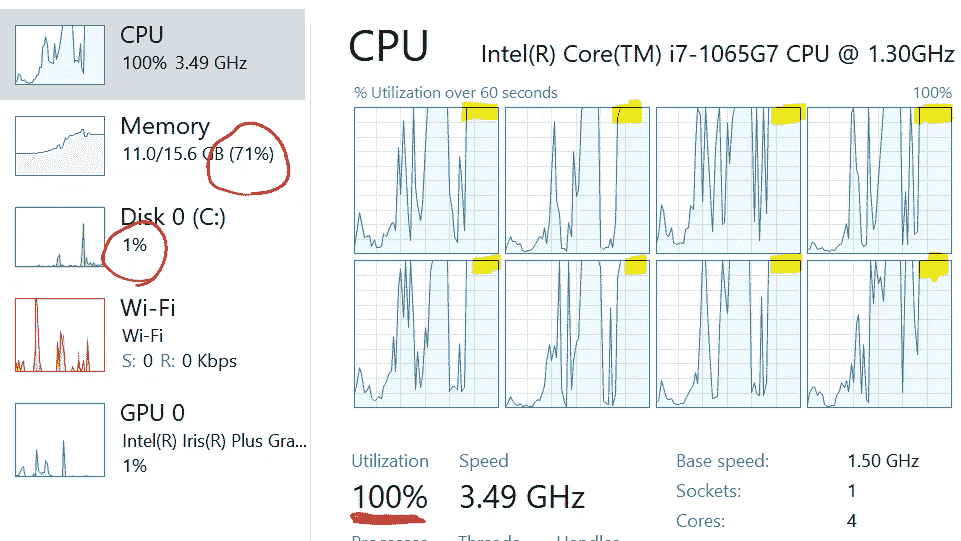 CPU
100% 3.49 GHz
Memory
11.0/15.6 GB (71%)
Disk 0 (C:)
1%
Wi-Fi
Wi-Fi
S: 0 R: 0 Kbps
GPU 0
Intel(R) Iris(R) Plus Gra...
1%
CPU
Intel(R) Core(TM) i7-1065G7 CPU @ 1.30GHz
% Utilization over 60 seconds
100%
Utilization Speed
100% 3.49 GHz
Processes Threads Handles
Base speed: 1.50 GHz
Sockets: 1
Cores: 4